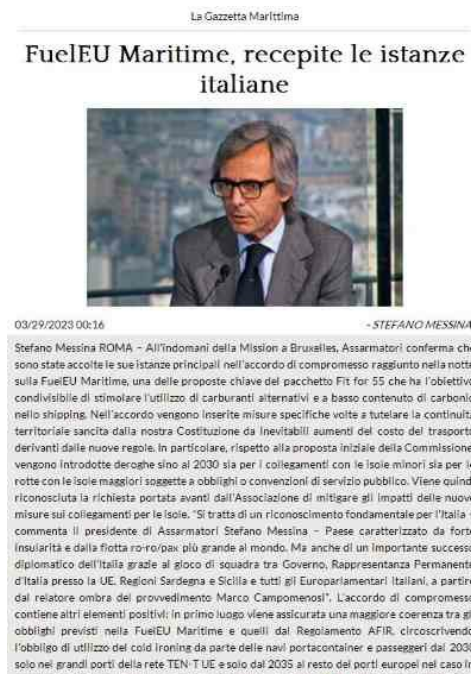 La Gazzetta Marittima
FuelEU Maritime, recepite le istanze
italiane
03/29/2023 00:16
- STEFANO MESSINA
Stefano Messina ROMA – All'indomani della Mission a Bruxelles, Assarmatori conferma che
sono state accolte le sue istanze principali nell'accordo di compromesso raggiunto nella notte
sulla FuelEU Maritime, una delle proposte chiave del pacchetto Fit for 55 che ha l'obiettivo
condivisibile di stimolare l'utilizzo di carburanti alternativi e a basso contenuto di carbonio
nello shipping. Nell'accordo vengono inserite misure specifiche volte a tutelare la continuit
territoriale sancita dalla nostra Costituzione da inevitabili aumenti del costo del trasporto
derivanti dalle nuove regole. In particolare, rispetto alla proposta iniziale della Commissione,
vengono introdotte deroghe sino al 2030 sia per i collegamenti con le isole minori sia per le
rotte con le isole maggiori soggette a obblighi o convenzioni di servizio pubblico. Viene quindi
riconosciuta la richiesta portata avanti dall'Associazione di mitigare gli impatti delle nuove
misure sui collegamenti per le isole. "Si tratta di un riconoscimento fondamentale per l'Italia –
commenta il presidente di Assarmatori Stefano Messina – Paese caratterizzato da forte
insularità e dalla flotta ro-ro/pax più grande al mondo. Ma anche di un importante successo
diplomatico dell'Italia grazie al gioco di squadra tra Governo, Rappresentanza Permanente
d'Italia presso la UE, Regioni Sardegna e Sicilia e tutti gli Europarlamentari italiani, a partire
dal relatore ombra del provvedimento Marco Campomenosi". L'accordo di compromesso
contiene altri elementi positivi: in primo luogo viene assicurata una maggiore coerenza tra gli
obblighi previsti nella FuelEU Maritime e quelli dal Regolamento AFIR, circoscrivendo
l'obbligo di utilizzo del cold ironing da parte delle navi portacontainer e passeggeri dal 2030
solo nei grandi porti della rete TEN-T UE e solo dal 2035 al resto dei porti europei nel caso in